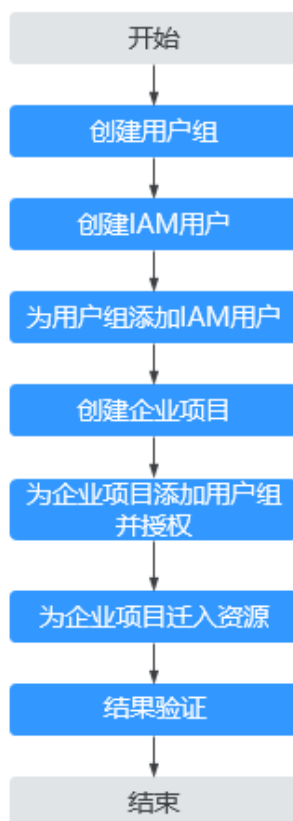 开始
创建用户组
创建IAM用户
为用户组添加IAM用户
创建企业项目
为企业项目添加用户组
并授权
为企业项目迁入资源
结果验证
结束